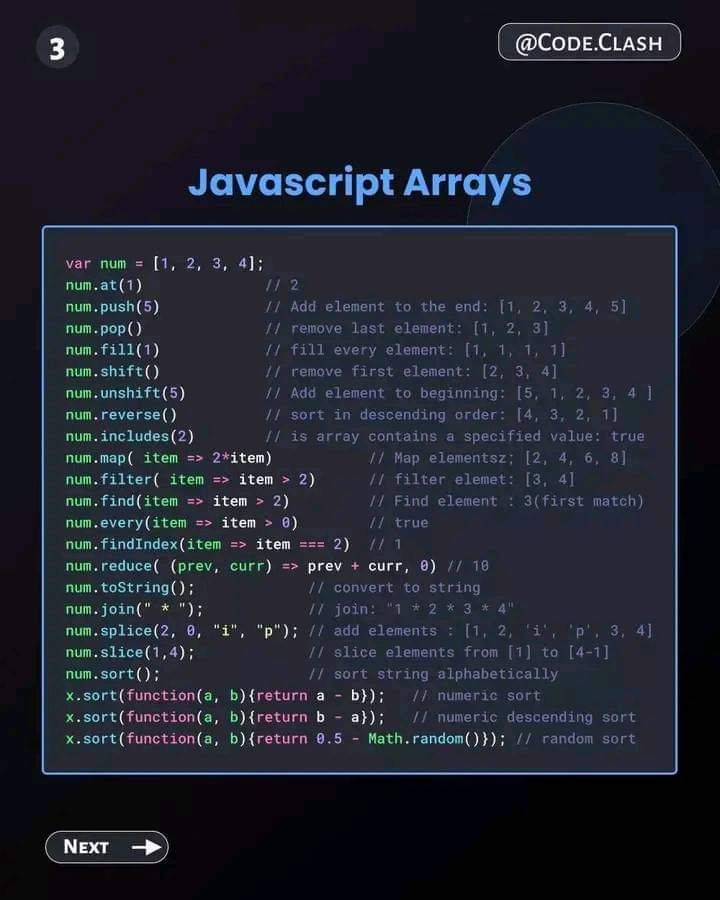 3
@CODE.CLASH
Javascript Arrays
var num = [1, 2, 3, 4];
num.at(1) // 2
num.push(5) // Add element to the end: [1, 2, 3, 4, 5]
num.pop() // remove last element: [1, 2, 3]
num.fill(1) // fill every element: [1, 1, 1, 1]
num.shift() // remove first element: [2, 3, 4]
num.unshift(5) // Add element to beginning: [5, 1, 2, 3, 4 ]
num.reverse() // sort in descending order: [4, 3, 2, 1]
num.includes(2) // is array contains a specified value: true
num.map( item => 2*item) // Map elementsz; [2, 4, 6, 8]
num.filter( item => item > 2) // filter elemet: [3, 4]
num.find(item => item > 2) // Find element : 3(first match)
num.every(item => item > 0) // true
num.findIndex(item => item === 2) // 1
num.reduce( (prev, curr) => prev + curr, 0) // 10
num.toString(); // convert to string
num.join(" * "); // join: "1 * 2 * 3 * 4"
num.splice(2, 0, "i", "p"); // add elements : [1, 2, 'i', 'p', 3, 4]
num.slice(1,4); // slice elements from [1] to [4-1]
num.sort(); // sort string alphabetically
x.sort(function(a, b){return a - b}); // numeric sort
x.sort(function(a, b){return b - a}); // numeric descending sort
x.sort(function(a, b){return 0.5 - Math.random()}); // random sort
NEXT